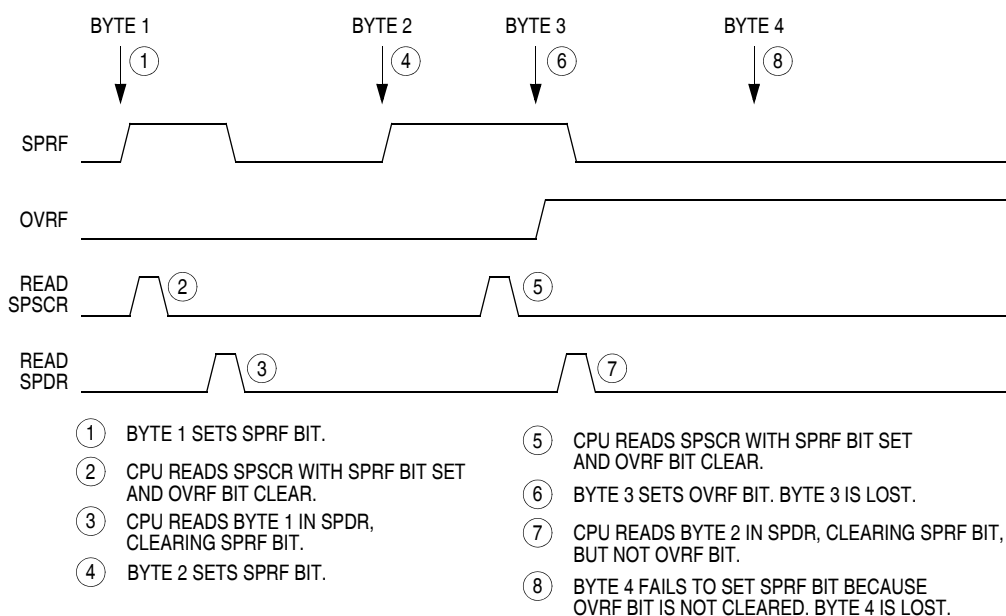 BYTE 1 BYTE 2 BYTE 3 BYTE 4
1 4 6 8
SPRF
OVRF
READ
SPSCR
2 5
READ
SPDR
3 7
1 BYTE 1 SETS SPRF BIT.
2 CPU READS SPSCR WITH SPRF BIT SET
AND OVRF BIT CLEAR.
3 CPU READS BYTE 1 IN SPDR,
CLEARING SPRF BIT.
4 BYTE 2 SETS SPRF BIT.
5 CPU READS SPSCR WITH SPRF BIT SET
AND OVRF BIT CLEAR.
6 BYTE 3 SETS OVRF BIT. BYTE 3 IS LOST.
7 CPU READS BYTE 2 IN SPDR, CLEARING SPRF BIT,
BUT NOT OVRF BIT.
8 BYTE 4 FAILS TO SET SPRF BIT BECAUSE
OVRF BIT IS NOT CLEARED. BYTE 4 IS LOST.